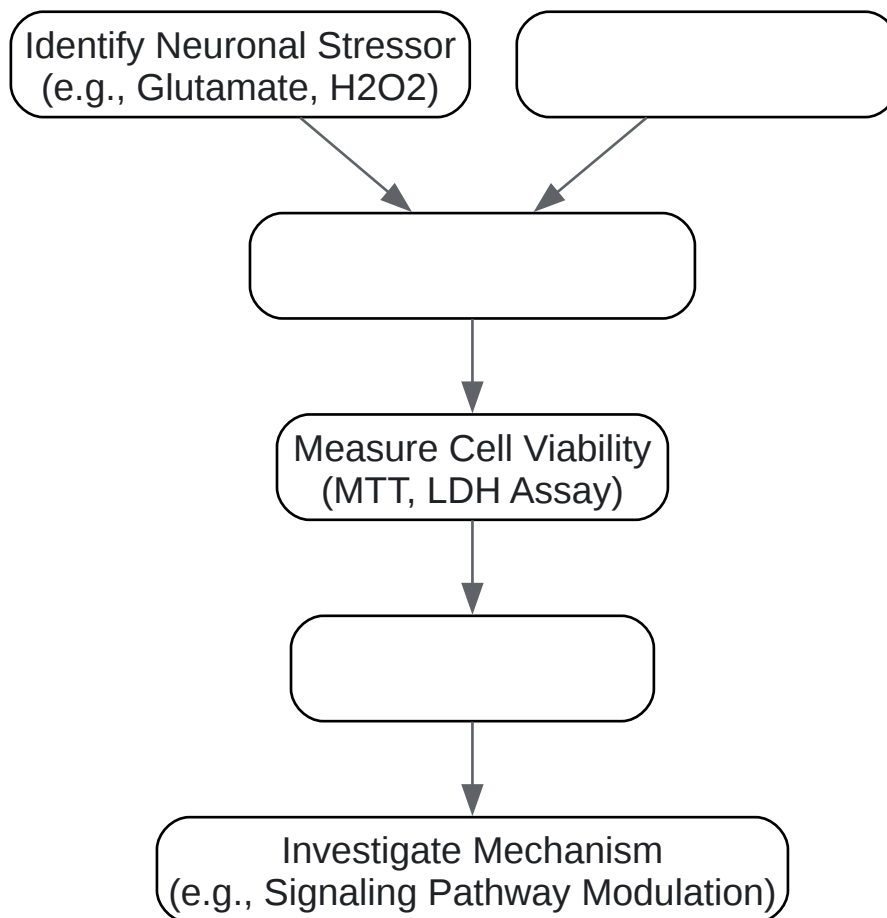 Identify Neuronal Stressor
(e.g., Glutamate, H2O2)
Measure Cell Viability
(MTT, LDH Assay)
Investigate Mechanism
(e.g., Signaling Pathway Modulation)